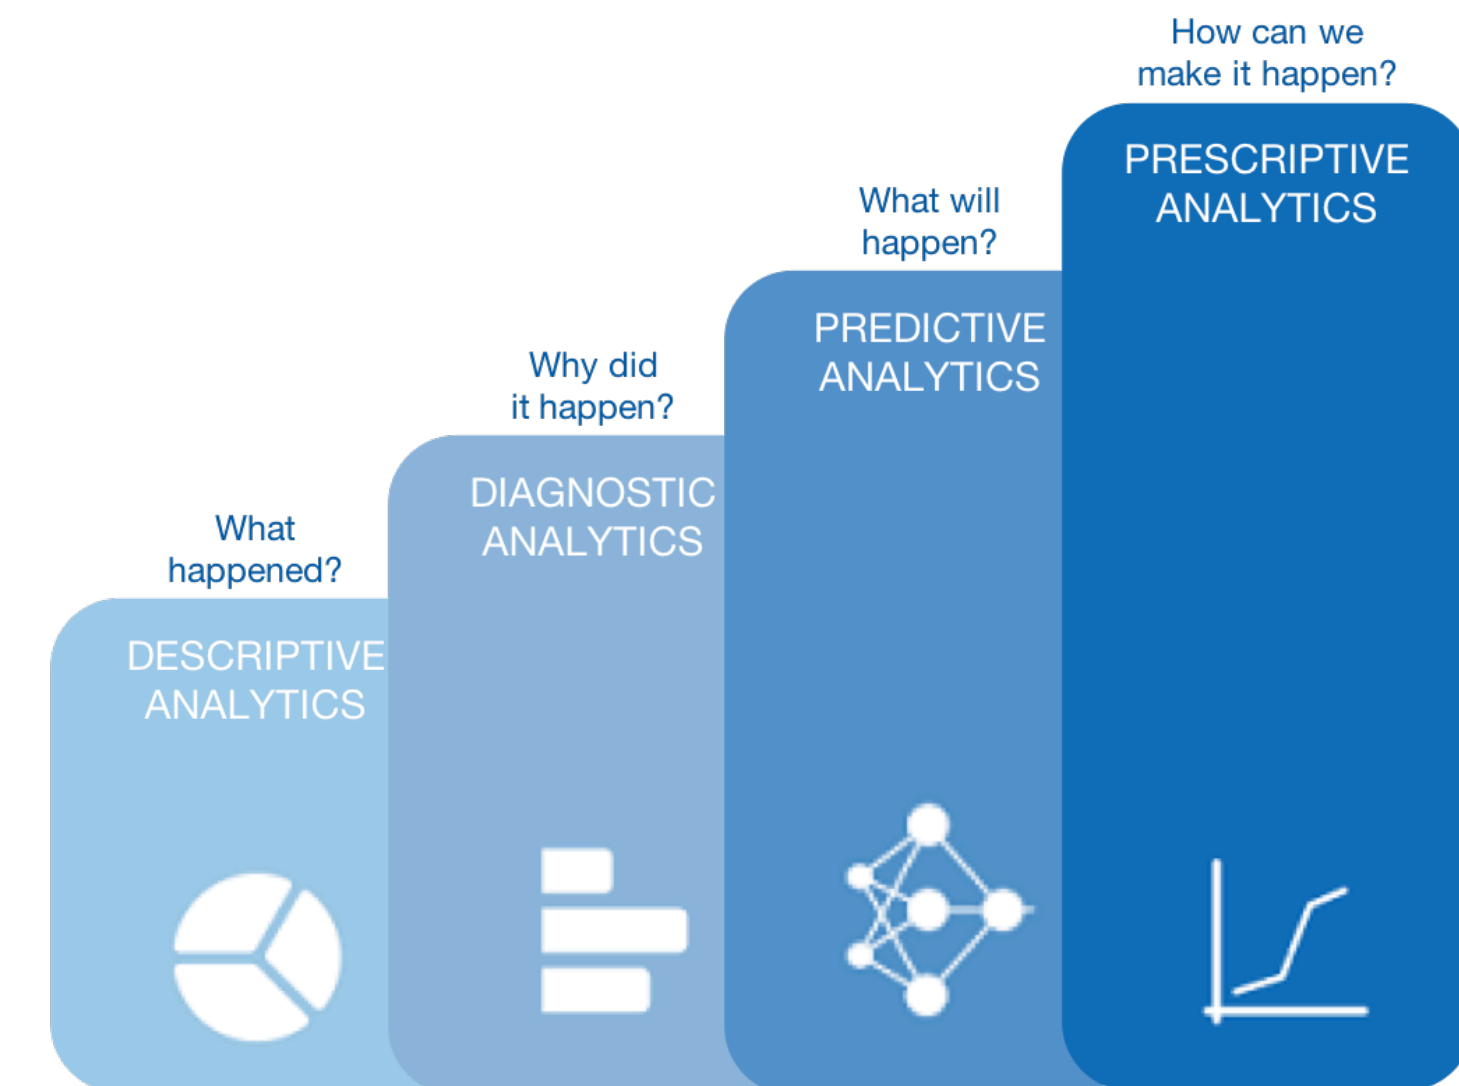 How can we
make it happen?
PRESCRIPTIVE
ANALYTICS
What will
happen?
PREDICTIVE
ANALYTICS
Why did
it happen?
DIAGNOSTIC
ANALYTICS
What
happened?
DESCRIPTIVE
ANALYTICS